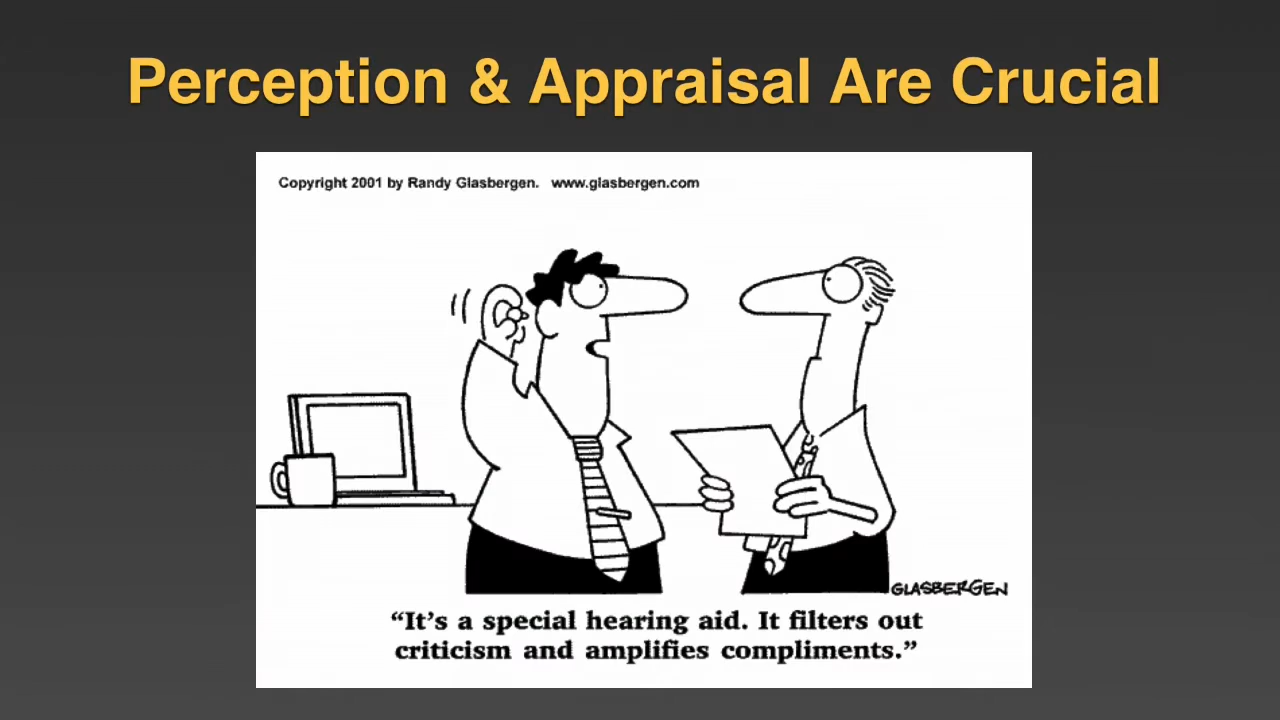 Perception & Appraisal Are Crucial
Copyright 2001 by Randy Glasbergen. www.glasbergen.com
GLASBERGEN
“It’s a special hearing aid. It filters out
criticism and amplifies compliments.”